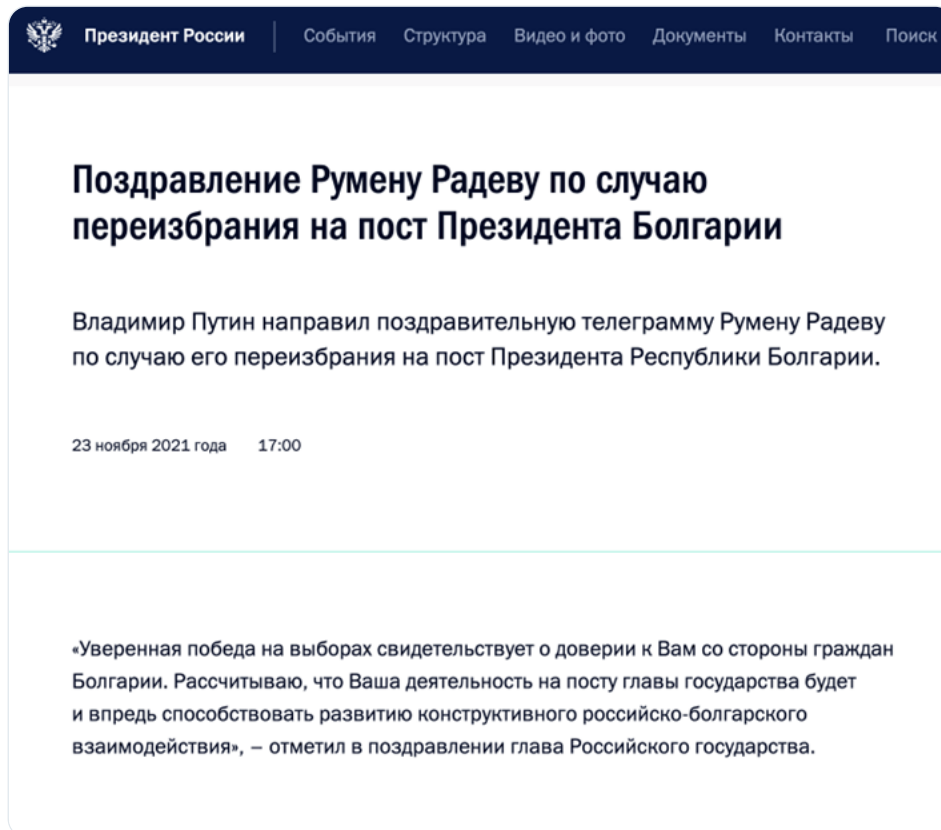 Президент России
События Структура Видео и фото Документы Контакты Поиск
Поздравление Румену Радеву по случаю
переизбрания на пост Президента Болгарии
Владимир Путин направил поздравительную телеграмму Румену Радеву
по случаю его переизбрания на пост Президента Республики Болгарии.
23 ноября 2021 года 17:00
«Уверенная победа на выборах свидетельствует о доверии к Вам со стороны граждан
Болгарии. Рассчитываю, что Ваша деятельность на посту главы государства будет
и впредь способствовать развитию конструктивного российско-болгарского
взаимодействия», – отметил в поздравлении глава Российского государства.